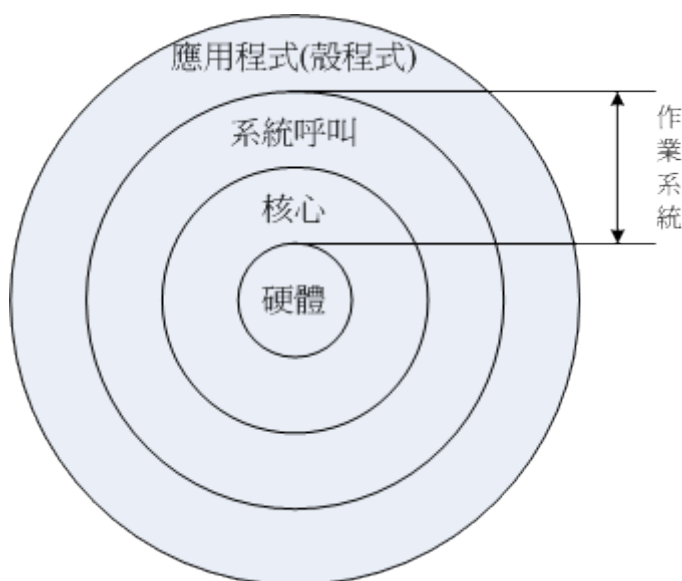 應用程式(殼程式)
系統呼叫
核心
硬體
作業系統